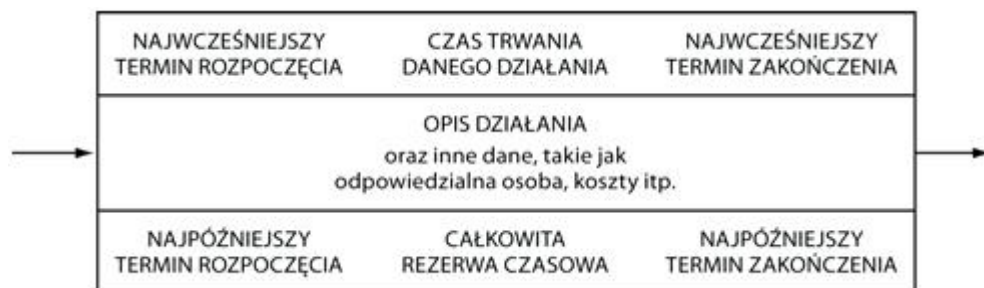 NAJWCZEŚNIEJSZY
TERMIN ROZPOCZĘCIA
CZAS TRWANIA
DANEGO DZIAŁANIA
NAJWCZEŚNIEJSZY
TERMIN ZAKOŃCZENIA
OPIS DZIAŁANIA
oraz inne dane, takie jak
odpowiedzialna osoba, koszty itp.
NAJPÓŹNIEJSZY
TERMIN ROZPOCZĘCIA
CAŁKOWITA
REZERWA CZASOWA
NAJPÓŹNIEJSZY
TERMIN ZAKOŃCZENIA